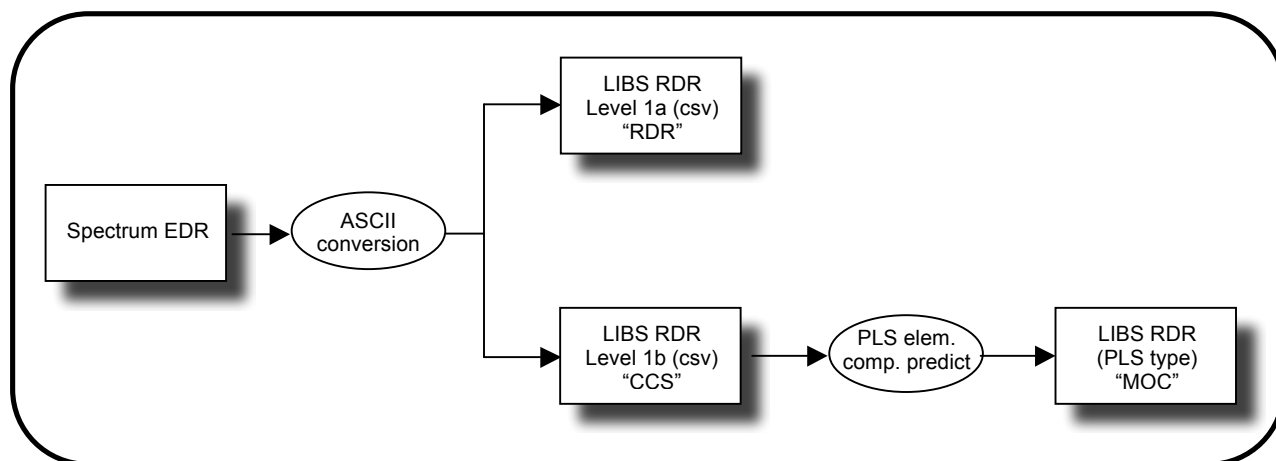 LIBS RDR
Level 1a (csv)
“RDR”
Spectrum EDR
ASCII
conversion
LIBS RDR
Level 1b (csv)
“CCS”
PLS elem.
comp. predict
LIBS RDR
(PLS type)
“MOC”